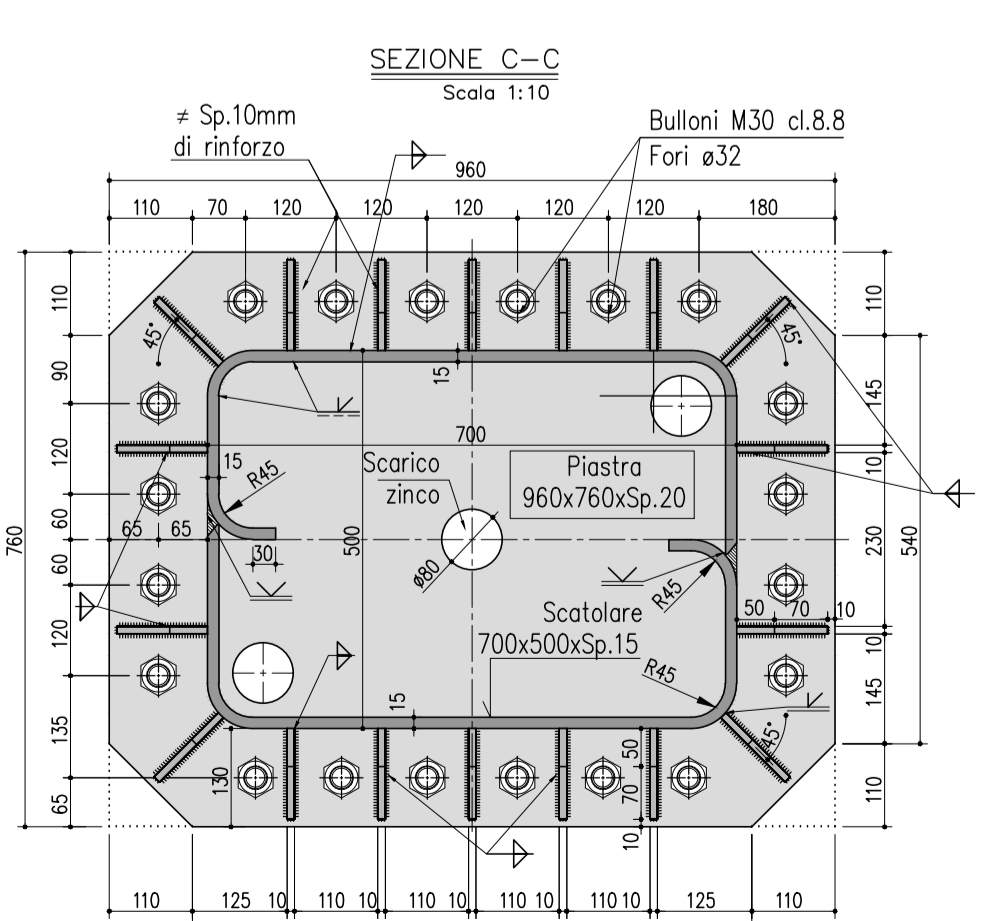 SEZIONE C-C
Scala 1:10
≠ Sp.10mm
di rinforzo
Bulloni M30 cl.8.8
Fori ø32
960
110 70 120 120 120 120 120 180
110
90
120
60
60
120
135
65
760
45°
45°
15
700
15
R45
Scarico
zinco
Piastra
960x760xSp.20
65 65
30
500
ø80
R45
50 70 10
Scatolare
700x500xSp.15
R45
15
45°
130
50
70
10
110
145
10
230
10
145
110
540
110 125 10 110 10 110 10 110 10 110 10 125 110